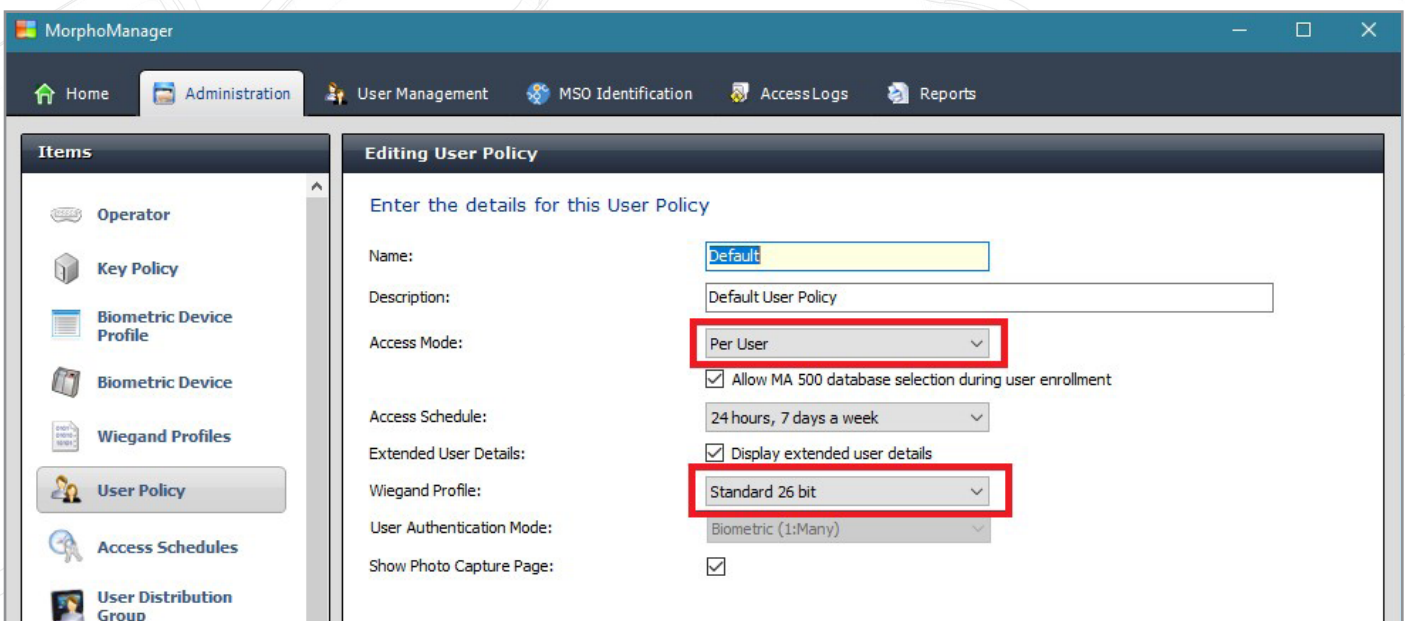 MorphoManager
Home
Administration
User Management
MSO Identification
Access Logs
Reports
Items
Operator
Key Policy
Biometric Device
Profile
Biometric Device
Wiegand Profiles
User Policy
Access Schedules
User Distribution
Group
Editing User Policy
Enter the details for this User Policy
Name:
Default
Description:
Default User Policy
Access Mode:
Per User
Allow MA 500 database selection during user enrollment
Access Schedule:
24 hours, 7 days a week
Extended User Details:
Display extended user details
Wiegand Profile:
Standard 26 bit
User Authentication Mode:
Biometric (1:Many)
Show Photo Capture Page: